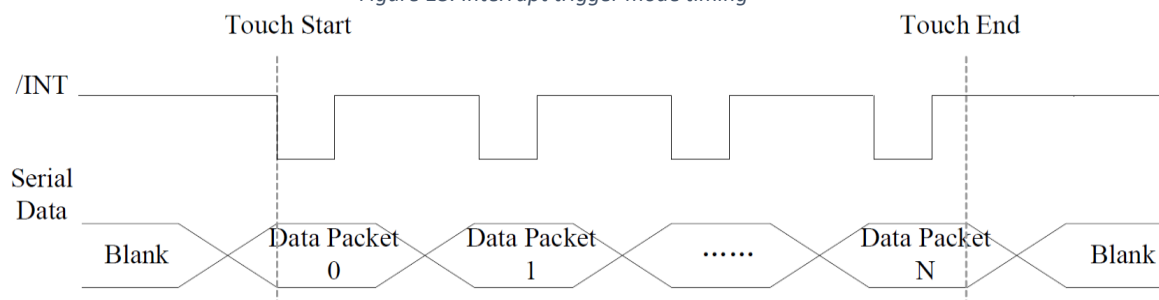 Figure 13. Interrupt trigger mode timing
Touch Start
Touch End
/INT
Serial
Data
Blank
Data Packet
0
Data Packet
1
……
Data Packet
N
Blank